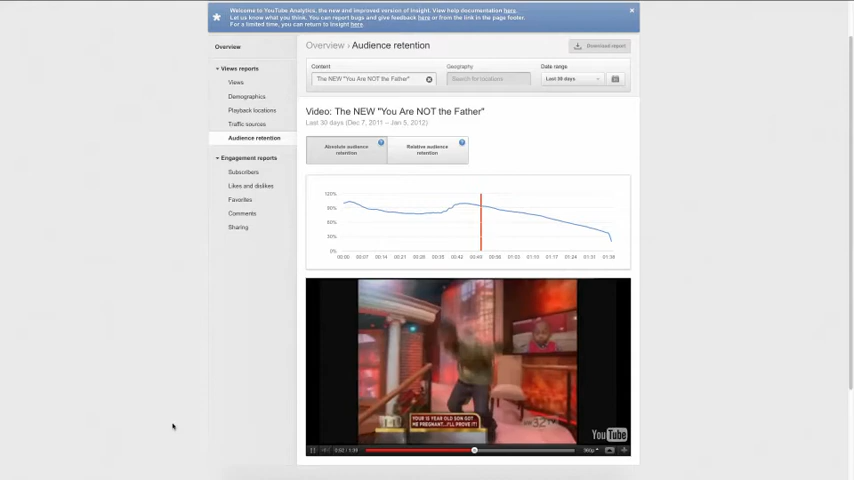 Welcome to YouTube Analytics, the new and improved version of Insight. View help documentation here.
Let us know what you think. You can report bugs and give feedback here or from the link in the page footer.
For a limited time, you can return to Insight here.
Overview
Overview › Audience retention
Download report
Views reports
Views
Demographics
Playback locations
Traffic sources
Audience retention
Engagement reports
Subscribers
Likes and dislikes
Favorites
Comments
Sharing
Content
Geography
Date range
The NEW "You Are NOT the Father"
Search for locations
Last 30 days
Video: The NEW "You Are NOT the Father"
Last 30 days (Dec 7, 2011 – Jan 5, 2012)
Absolute audience
retention
Relative audience
retention
120%
90%
60%
30%
0%
00:00 00:07 00:14 00:21 00:28 00:35 00:42 00:49 00:56 01:03 01:10 01:17 01:24 01:31 01:38
YOUR 15 YEAR OLD SON GOT
ME PREGNANT...I'LL PROVE IT!
YouTube
360p